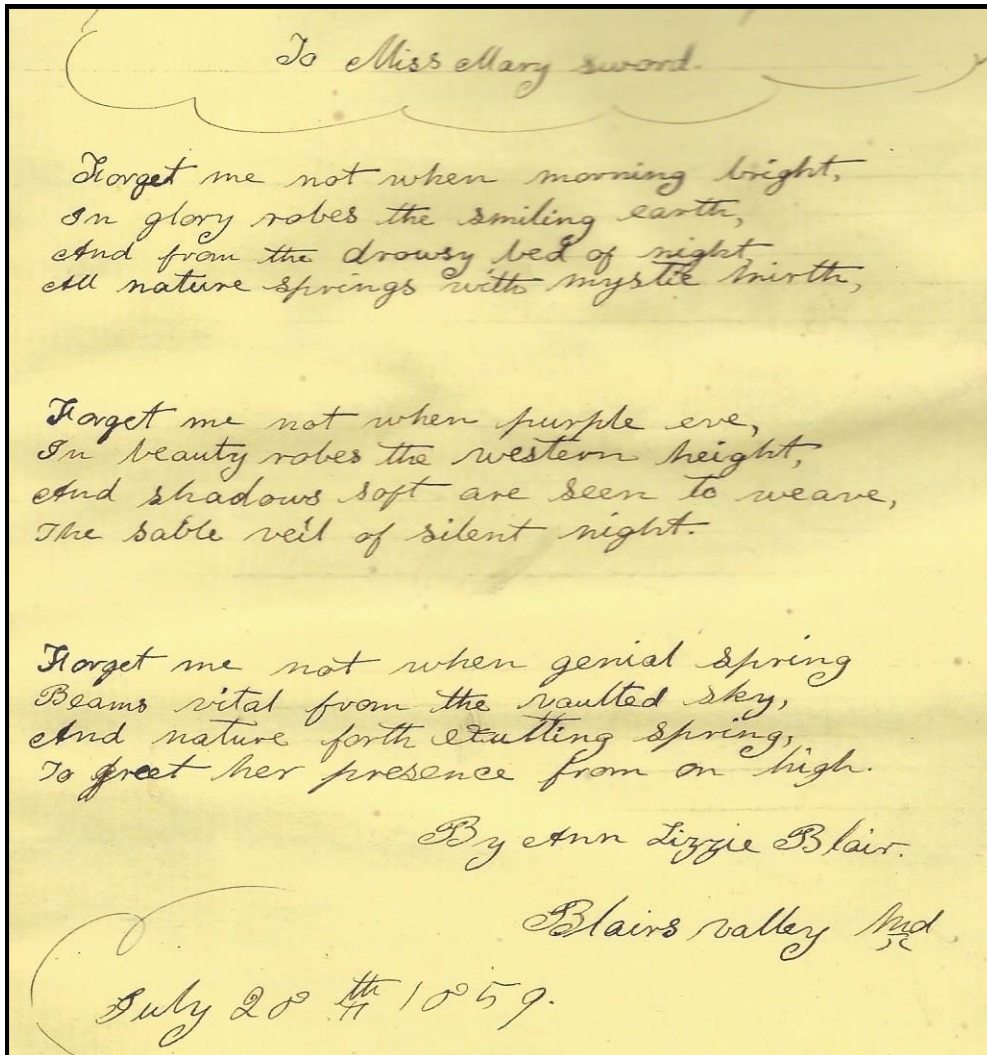 To Miss Mary sword.
Forget me not when morning bright,
In glory robes the smiling earth,
And from the drowsy bed of night,
All nature springs with mystic mirth,
Forget me not when purple eve,
In beauty robes the western height,
And shadows soft are seen to weave,
The sable veil of silent night.
Forget me not when genial spring
Beams vital from the vaulted sky,
And nature forth exulting spring,
To greet her presence from on high.
By Ann Lizzie Blair.
Blairs valley Md
July 28th 1859.